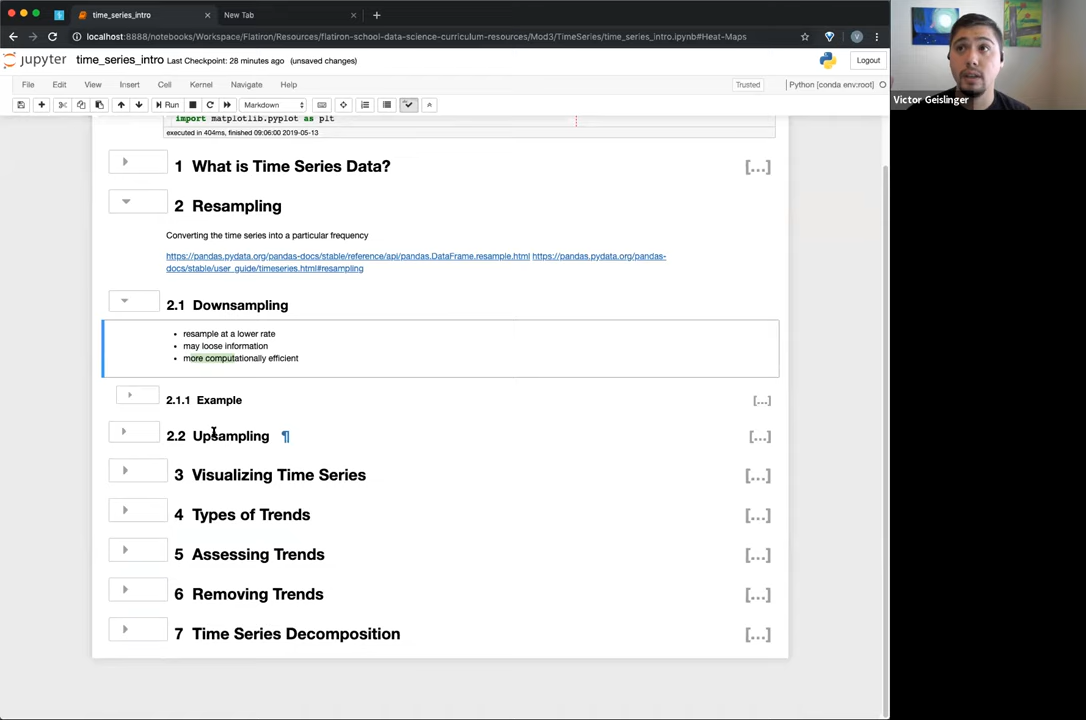 time_series_intro
New Tab
localhost:8888/notebooks/Workspace/Flatiron/Resources/flatiron-school-data-science-curriculum-resources/Mod3/TimeSeries/time_series_intro.ipynb#Heat-Maps
V
jupyter time_series_intro Last Checkpoint: 28 minutes ago (unsaved changes)
Logout
File Edit View Insert Cell Kernel Navigate Help
Trusted
Python [conda env:root]
Run
Markdown
Victor Geislinger
import matplotlib.pyplot as plt
executed in 404ms, finished 09:06:00 2019-05-13
1 What is Time Series Data?
[...]
2 Resampling
Converting the time series into a particular frequency
https://pandas.pydata.org/pandas-docs/stable/reference/api/pandas.DataFrame.resample.html https://pandas.pydata.org/pandas-
docs/stable/user_guide/timeseries.html#resampling
2.1 Downsampling
• resample at a lower rate
• may loose information
• more computationally efficient
2.1.1 Example
[...]
2.2 Upsampling ¶
[...]
3 Visualizing Time Series
[...]
4 Types of Trends
[...]
5 Assessing Trends
[...]
6 Removing Trends
[...]
7 Time Series Decomposition
[...]